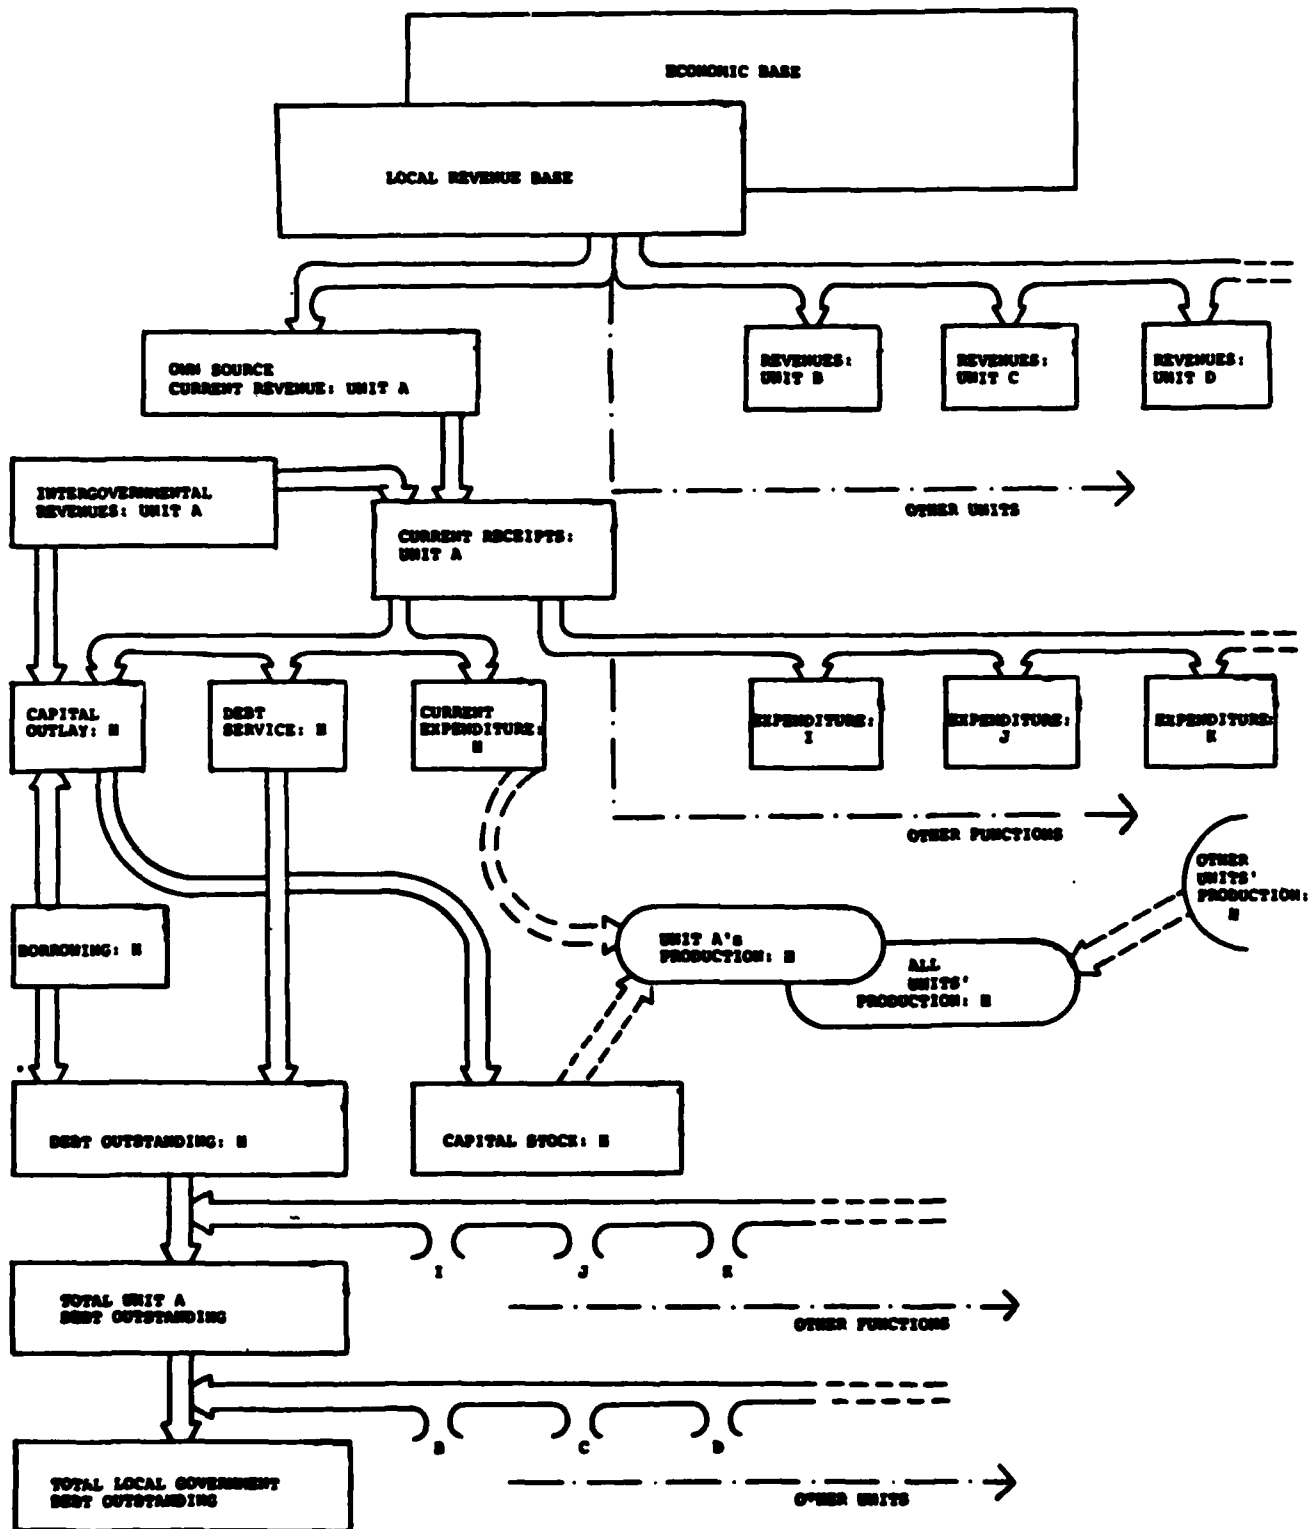 ECONOMIC BASE
LOCAL REVENUE BASE
OWN SOURCE
CURRENT REVENUE: UNIT A
REVENUES:
UNIT B
REVENUES:
UNIT C
REVENUES:
UNIT D
INTERGOVERNMENTAL
REVENUES: UNIT A
OTHER UNITS
CURRENT RECEIPTS:
UNIT A
CAPITAL
OUTLAY: N
DEBT
SERVICE: N
CURRENT
EXPENDITURE:
N
EXPENDITURE:
I
EXPENDITURE:
J
EXPENDITURE:
K
OTHER FUNCTIONS
OTHER
UNITS'
PRODUCTION:
N
BORROWING: N
UNIT A's
PRODUCTION: N
ALL
UNITS'
PRODUCTION: N
DEBT OUTSTANDING: N
CAPITAL STOCK: N
I
J
K
TOTAL UNIT A
DEBT OUTSTANDING
OTHER FUNCTIONS
B
C
D
TOTAL LOCAL GOVERNMENT
DEBT OUTSTANDING
OTHER UNITS